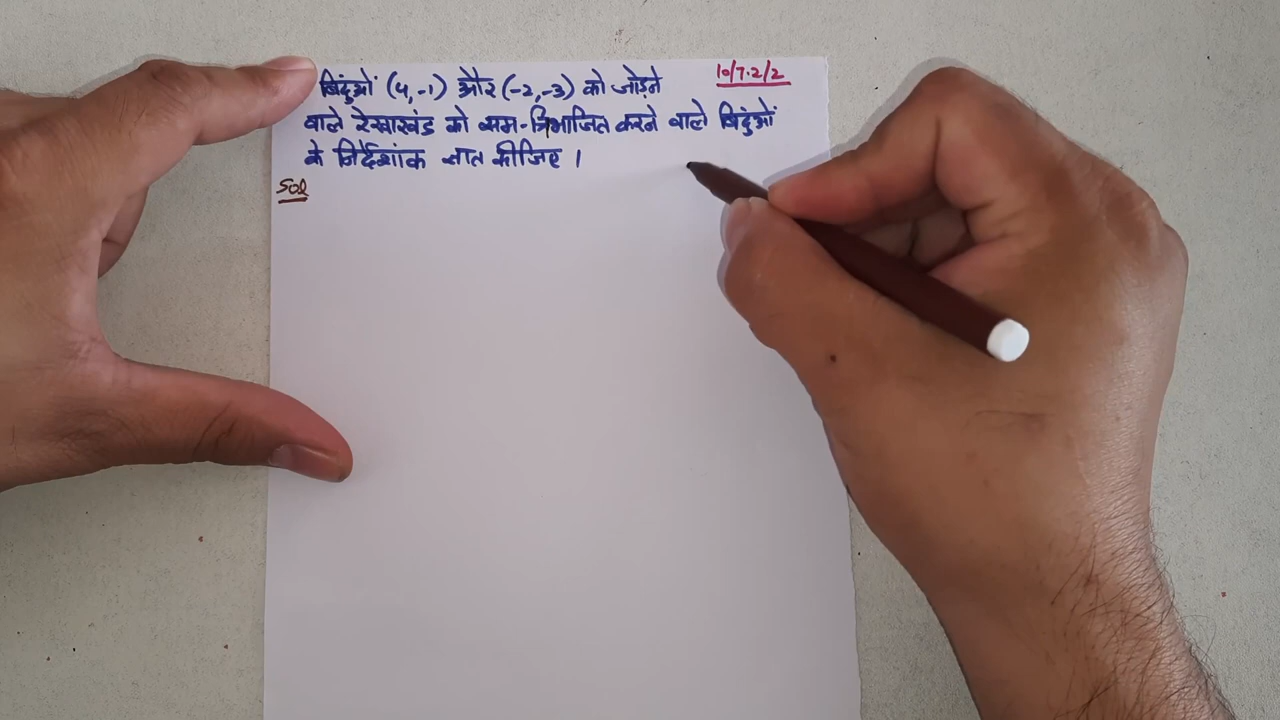 बिंदुओं (4,-1) और (-2,-3) को जोड़ने
10/7.2/2
वाले रेखाखंड को सम-त्रिभाजित करने वाले बिंदुओं
के निर्देशांक ज्ञात कीजिए ।
Sol